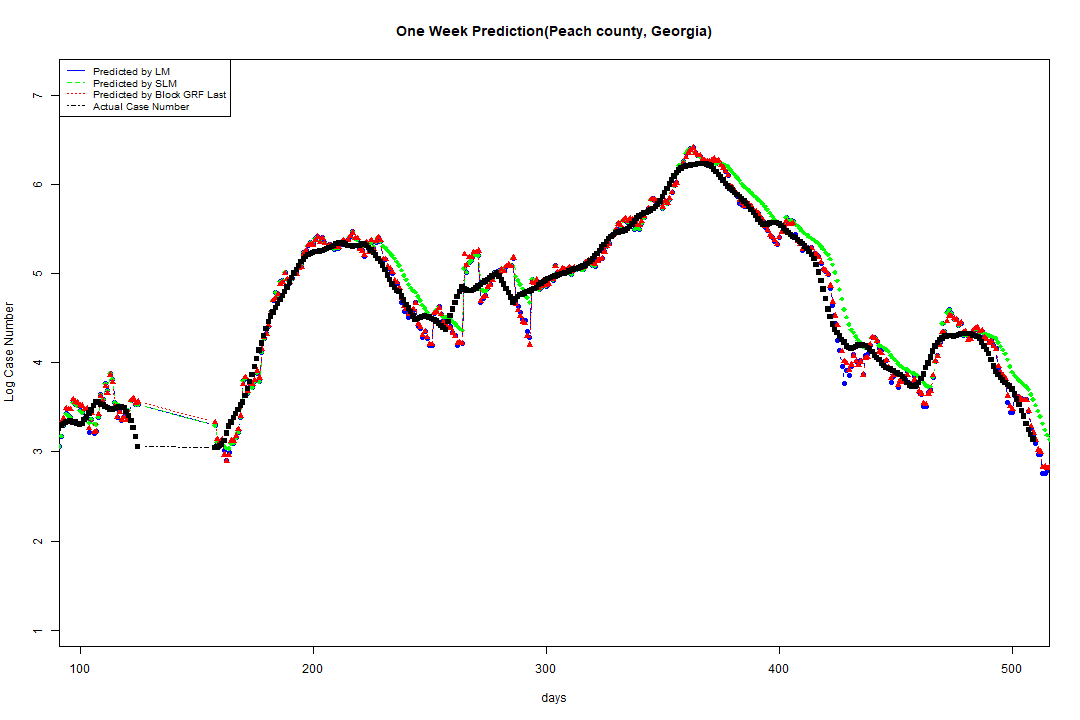 One Week Prediction(Peach county, Georgia)
Predicted by LM
Predicted by SLM
Predicted by Block GRF Last
Actual Case Number
7
6
5
4
3
2
1
Log Case Number
100 200 300 400 500
days